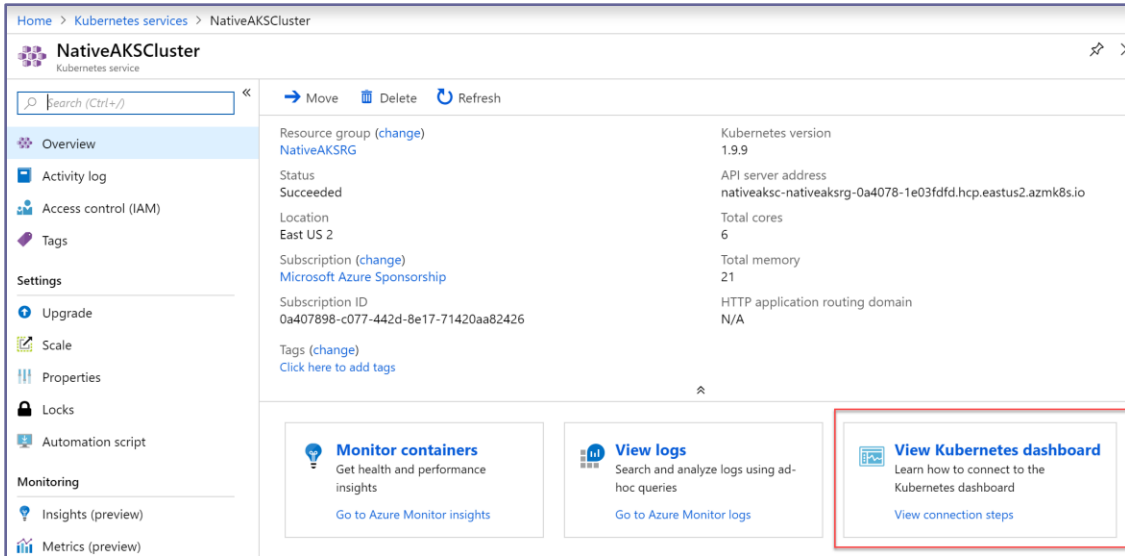 Home > Kubernetes services > NativeAKSCluster
NativeAKSCluster
Kubernetes service
Search (Ctrl+/)
«
Overview
Activity log
Access control (IAM)
Tags
Settings
Upgrade
Scale
Properties
Locks
Automation script
Monitoring
Insights (preview)
Metrics (preview)
Move Delete Refresh
Resource group (change)
NativeAKSRG
Status
Succeeded
Location
East US 2
Subscription (change)
Microsoft Azure Sponsorship
Subscription ID
0a407898-c077-442d-8e17-71420aa82426
Tags (change)
Click here to add tags
Kubernetes version
1.9.9
API server address
nativeaksc-nativeaksrg-0a4078-1e03fdfd.hcp.eastus2.azmk8s.io
Total cores
6
Total memory
21
HTTP application routing domain
N/A
Monitor containers
Get health and performance
insights
Go to Azure Monitor insights
View logs
Search and analyze logs using ad-
hoc queries
Go to Azure Monitor logs
View Kubernetes dashboard
Learn how to connect to the
Kubernetes dashboard
View connection steps